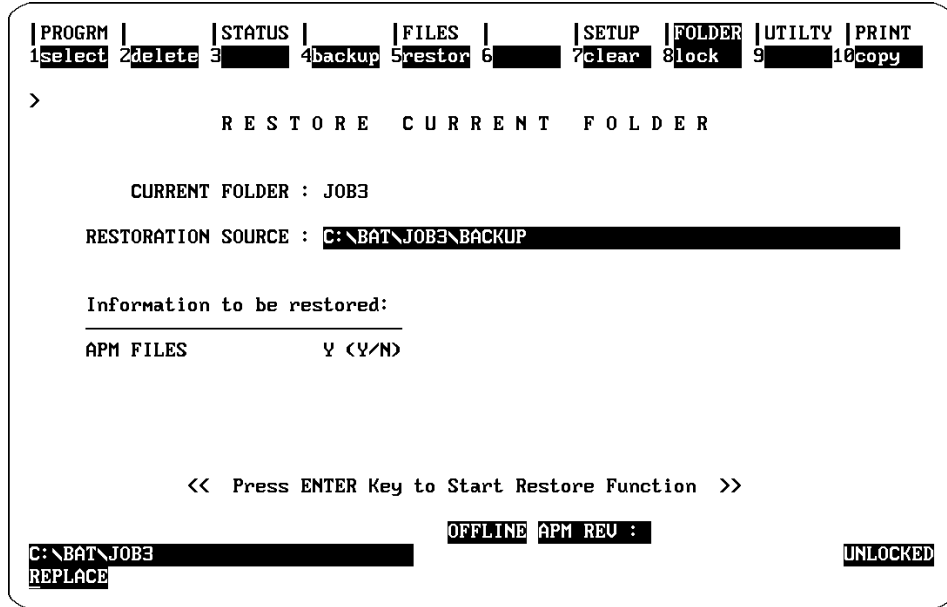 |PROGRM | |STATUS | |FILES | |SETUP |FOLDER |UTILTY |PRINT
1select 2delete 3 4backup 5restor 6 7clear 8lock 9 10copy
>
R E S T O R E C U R R E N T F O L D E R
CURRENT FOLDER : JOB3
RESTORATION SOURCE : C:\BAT\JOB3\BACKUP
Information to be restored:
APM FILES Y (Y/N)
<< Press ENTER Key to Start Restore Function >>
OFFLINE APM REV :
C:\BAT\JOB3 UNLOCKED
REPLACE